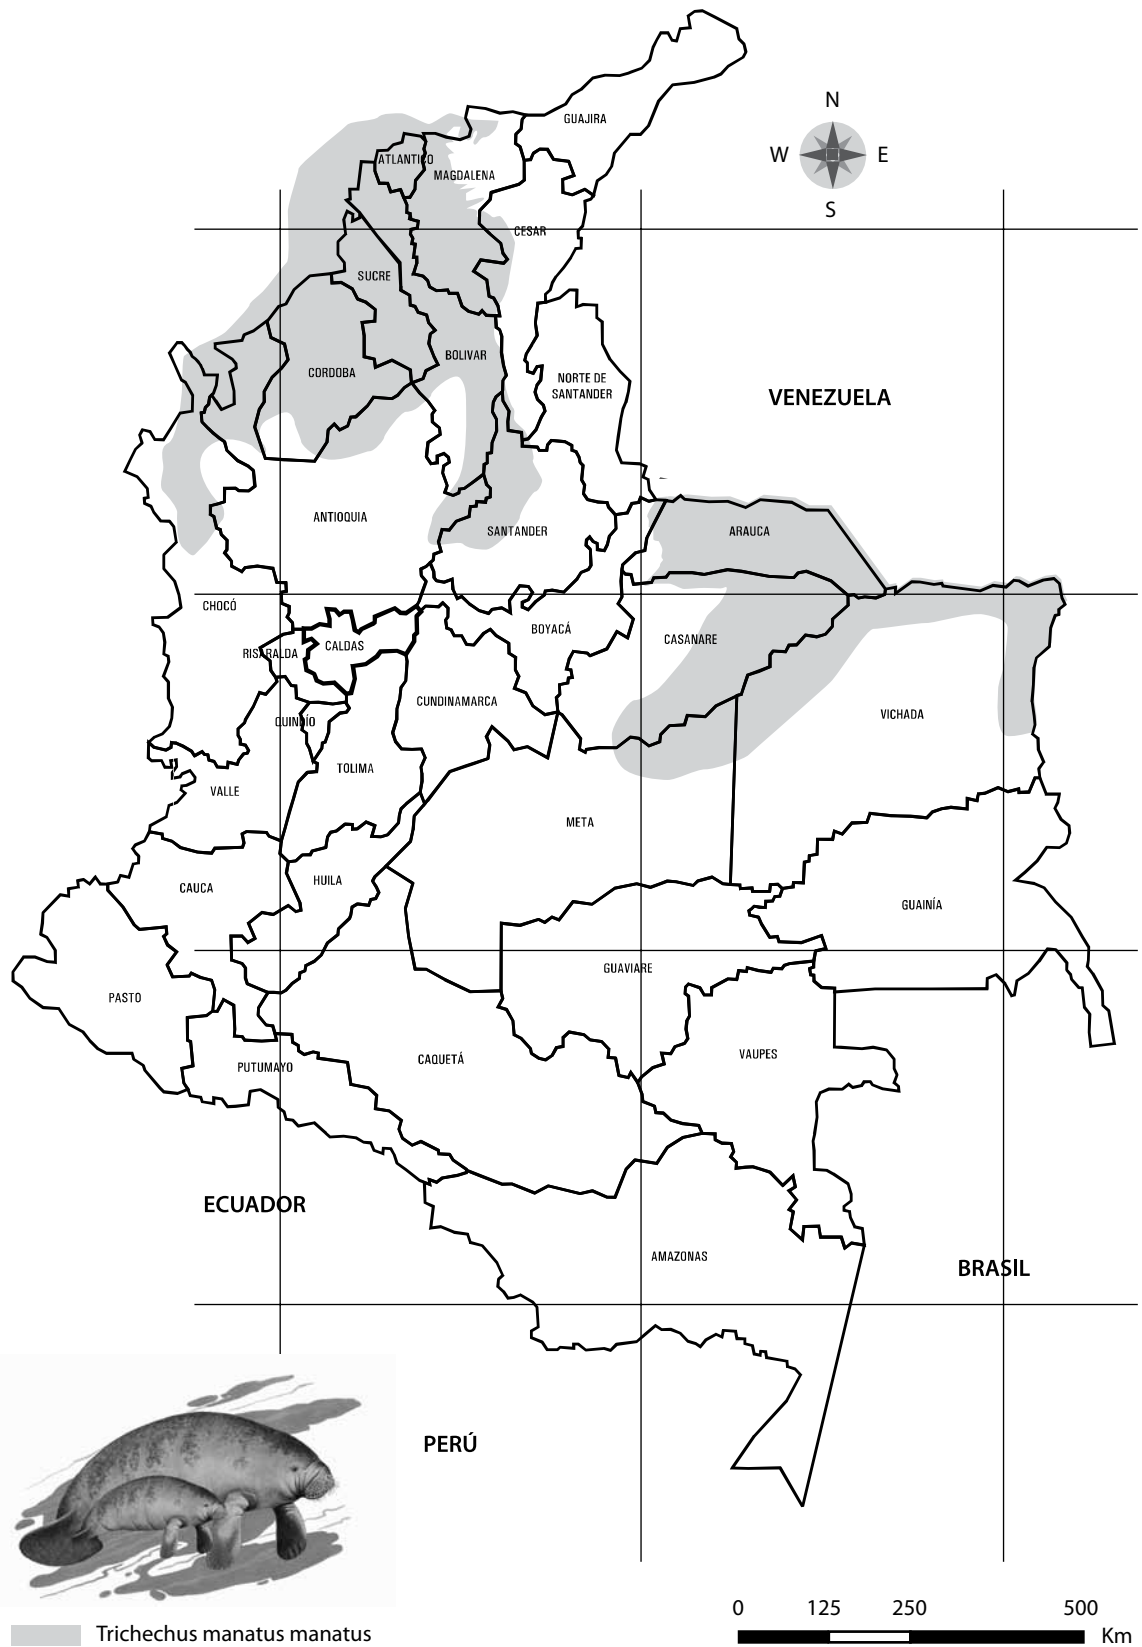 N
W
E
S
GUAJIRA
ATLANTICO
MAGDALENA
CESAR
SUCRE
BOLIVAR
CORDOBA
NORTE DE
SANTANDER
VENEZUELA
ANTIOQUIA
SANTANDER
ARAUCA
CHOCÓ
BOYACÁ
CASANARE
RISARALDA
CALDAS
CUNDINAMARCA
VICHADA
QUINDÍO
TOLIMA
VALLE
META
HUILA
CAUCA
GUAINÍA
GUAVIARE
PASTO
VAUPES
CAQUETÁ
PUTUMAYO
ECUADOR
AMAZONAS
BRASÍL
PERÚ
0 125 250 500
Km
Trichechus manatus manatus